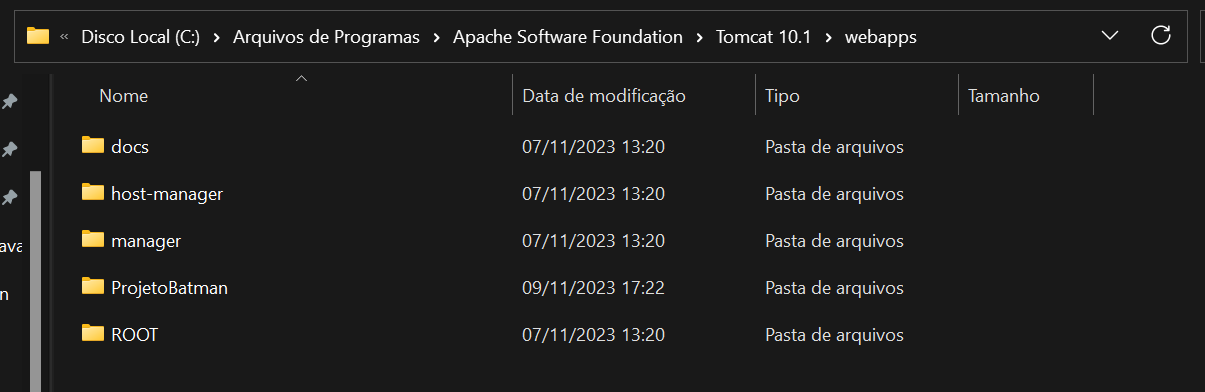 « Disco Local (C:) > Arquivos de Programas > Apache Software Foundation > Tomcat 10.1 > webapps
Nome Data de modificação Tipo Tamanho
docs 07/11/2023 13:20 Pasta de arquivos
host-manager 07/11/2023 13:20 Pasta de arquivos
manager 07/11/2023 13:20 Pasta de arquivos
ava
ProjetoBatman 09/11/2023 17:22 Pasta de arquivos
n
ROOT 07/11/2023 13:20 Pasta de arquivos